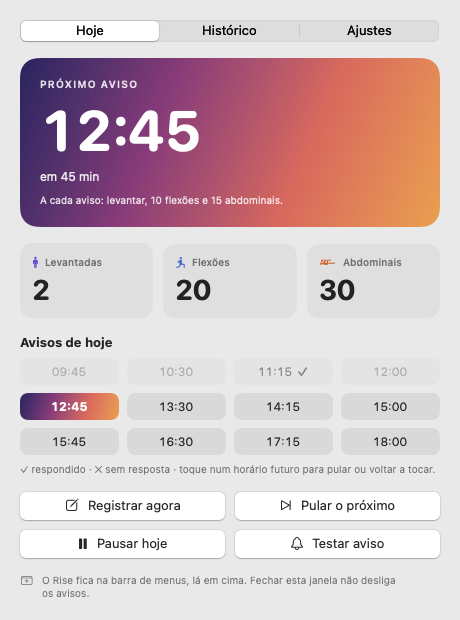 Hoje Histórico Ajustes
PRÓXIMO AVISO
12:45
em 45 min
A cada aviso: levantar, 10 flexões e 15 abdominais.
Levantadas Flexões Abdominais
2 20 30
Avisos de hoje
09:45 10:30 11:15 ✓ 12:00
12:45 13:30 14:15 15:00
15:45 16:30 17:15 18:00
✓ respondido · ✕ sem resposta · toque num horário futuro para pular ou voltar a tocar.
Registrar agora Pular o próximo
Pausar hoje Testar aviso
O Rise fica na barra de menus, lá em cima. Fechar esta janela não desliga
os avisos.